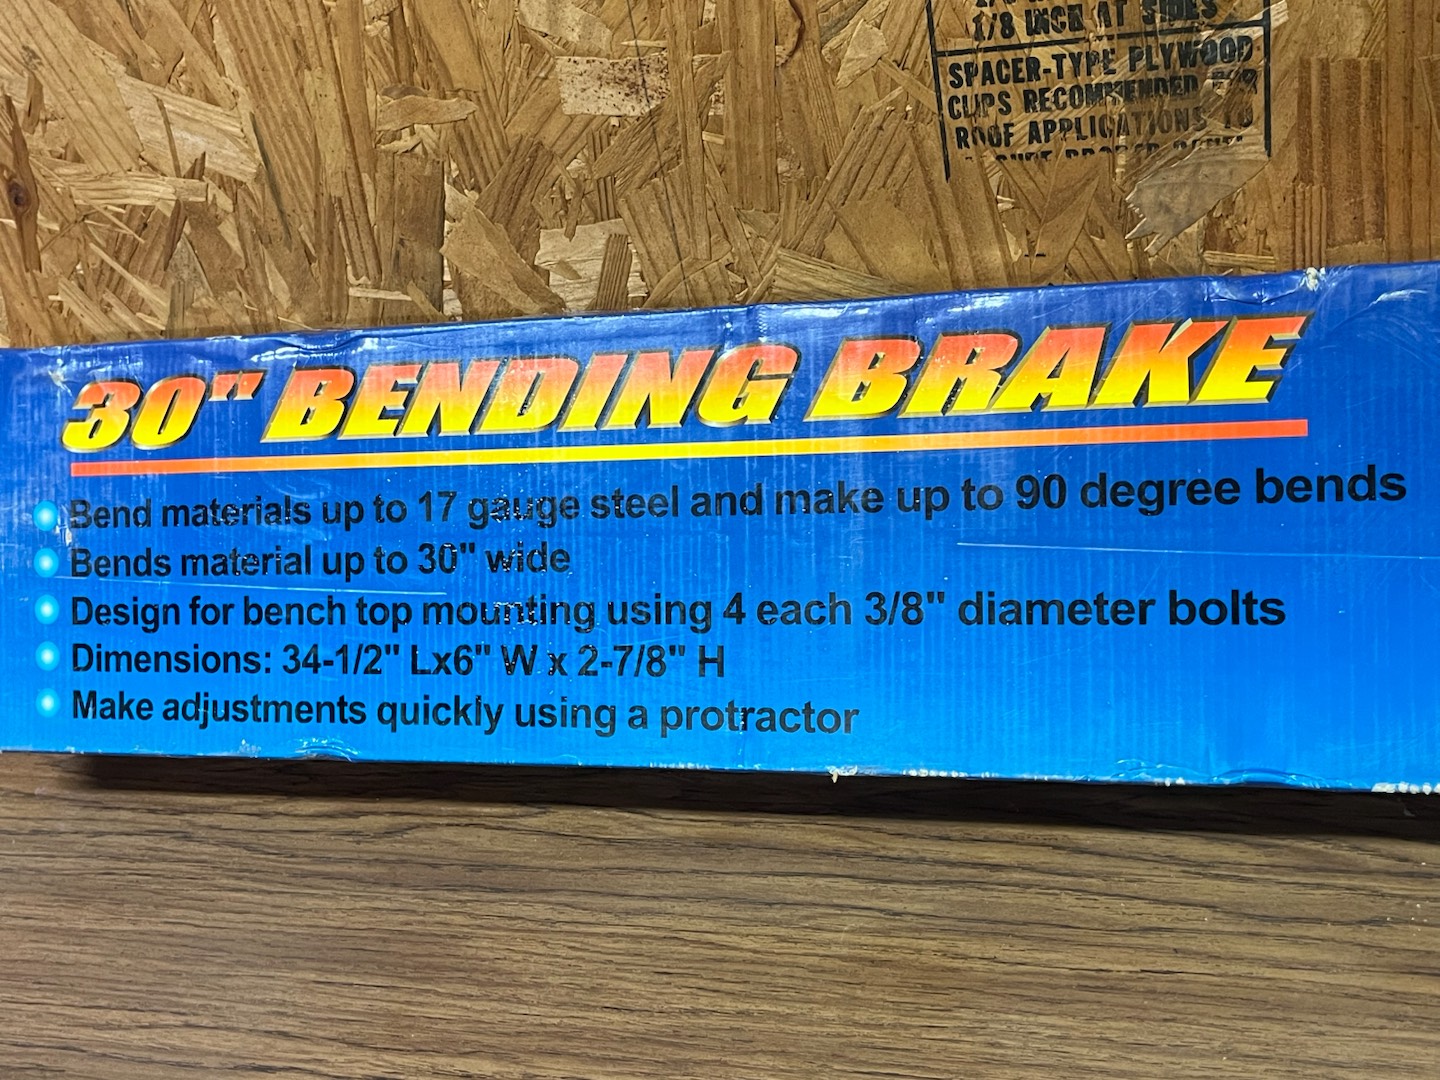 1/8 INCH AT SIDES
SPACER-TYPE PLYWOOD
CLIPS RECOMMENDED FOR
ROOF APPLICATIONS TO
30" BENDING BRAKE
Bend materials up to 17 gauge steel and make up to 90 degree bends
Bends material up to 30" wide
Design for bench top mounting using 4 each 3/8" diameter bolts
Dimensions: 34-1/2" Lx6" W x 2-7/8" H
Make adjustments quickly using a protractor